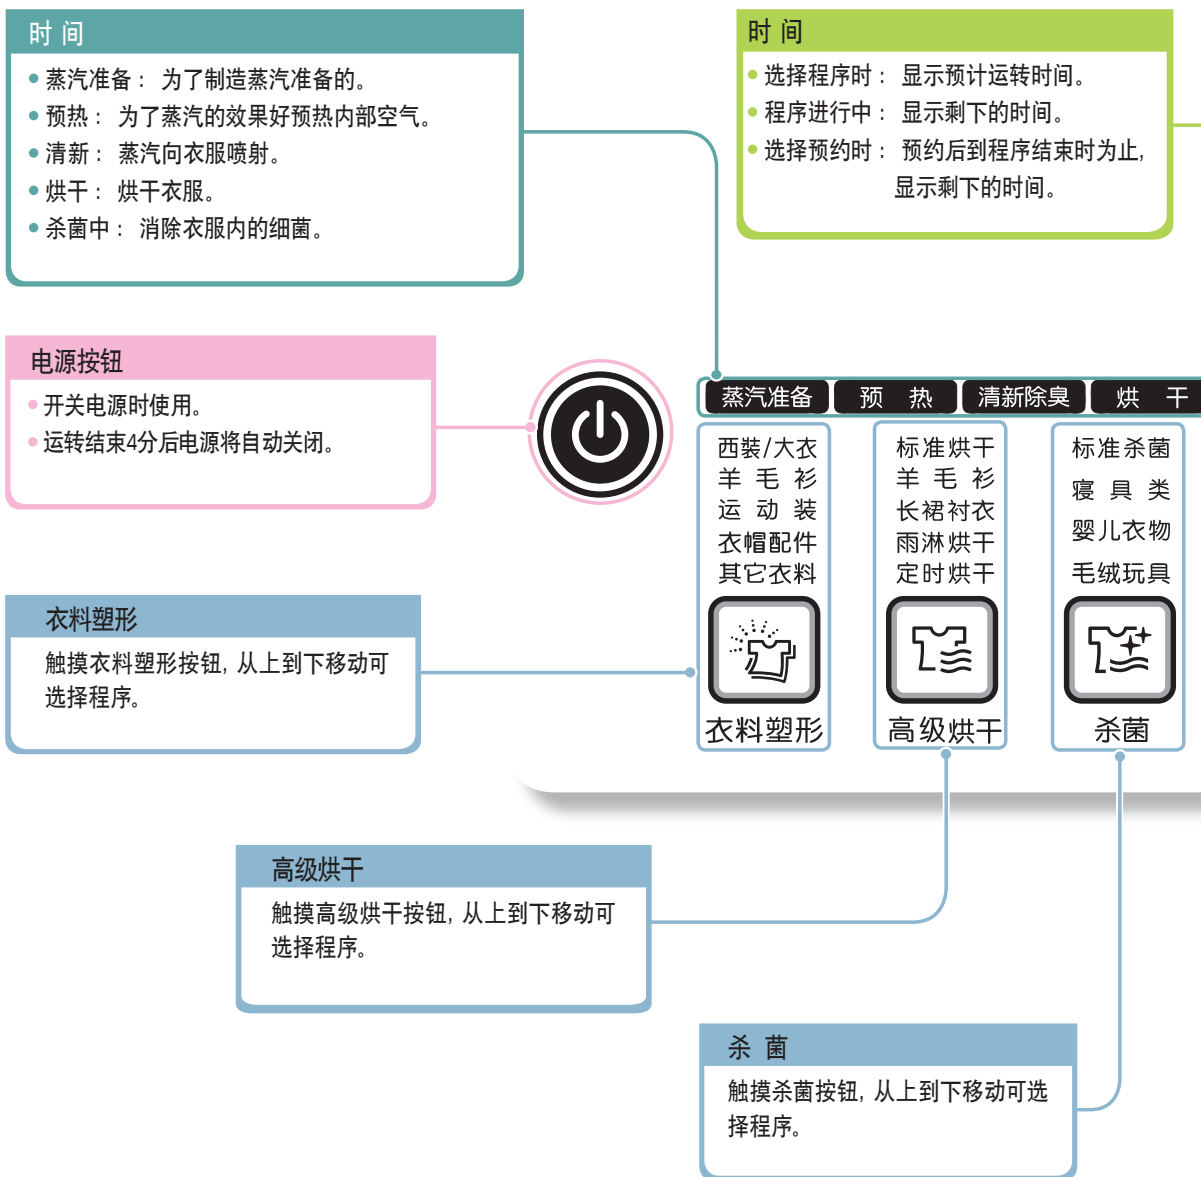 时 间
● 蒸汽准备： 为了制造蒸汽准备的。
● 预热： 为了蒸汽的效果好预热内部空气。
● 清新： 蒸汽向衣服喷射。
● 烘干： 烘干衣服。
● 杀菌中： 消除衣服内的细菌。
时 间
● 选择程序时： 显示预计运转时间。
● 程序进行中： 显示剩下的时间。
● 选择预约时： 预约后到程序结束时为止,
显示剩下的时间。
电源按钮
● 开关电源时使用。
● 运转结束4分后电源将自动关闭。
蒸汽准备 预 热 清新除臭 烘 干
西裝/大衣
羊 毛 衫
运 动 装
衣帽配件
其它衣料
衣料塑形
标准烘干
羊 毛 衫
长裙衬衣
雨淋烘干
定时烘干
高级烘干
标准杀菌
寝 具 类
婴儿衣物
毛绒玩具
杀菌
衣料塑形
触摸衣料塑形按钮, 从上到下移动可
选择程序。
高级烘干
触摸高级烘干按钮, 从上到下移动可
选择程序。
杀 菌
触摸杀菌按钮, 从上到下移动可选
择程序。